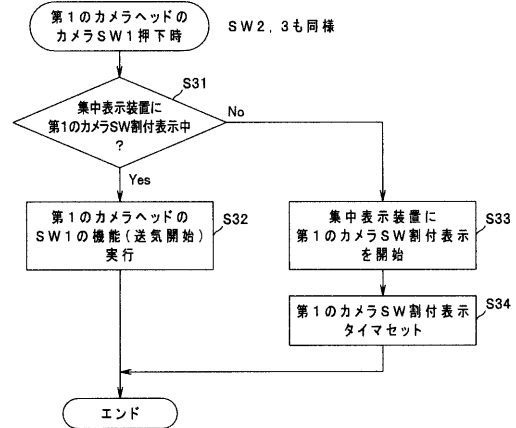 第1のカメラヘッドの
カメラSW1押下時
SW2,3も同様
S31
集中表示装置に
第1のカメラSW割付表示中
?
No
Yes
第1のカメラヘッドの
SW1の機能(送気開始)
実行
S32
集中表示装置に
第1のカメラSW割付表示
を開始
S33
第1のカメラSW割付表示
タイマセット
S34
エンド